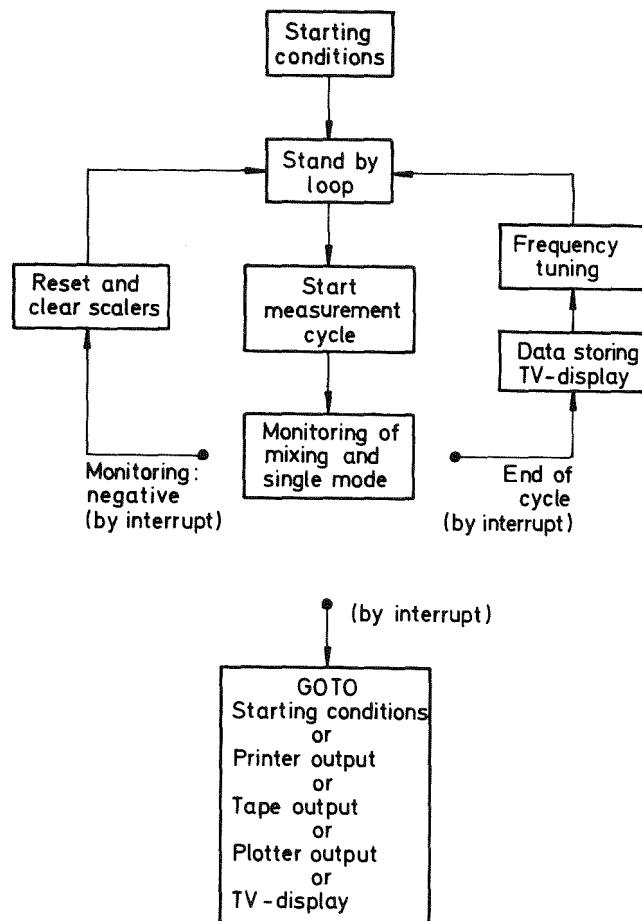 Starting
conditions
Stand by
loop
Reset and
clear scalers
Start
measurement
cycle
Frequency
tuning
Data storing
TV-display
Monitoring of
mixing and
single mode
Monitoring:
negative
(by interrupt)
End of
cycle
(by interrupt)
(by interrupt)
GOTO
Starting conditions
or
Printer output
or
Tape output
or
Plotter output
or
TV-display